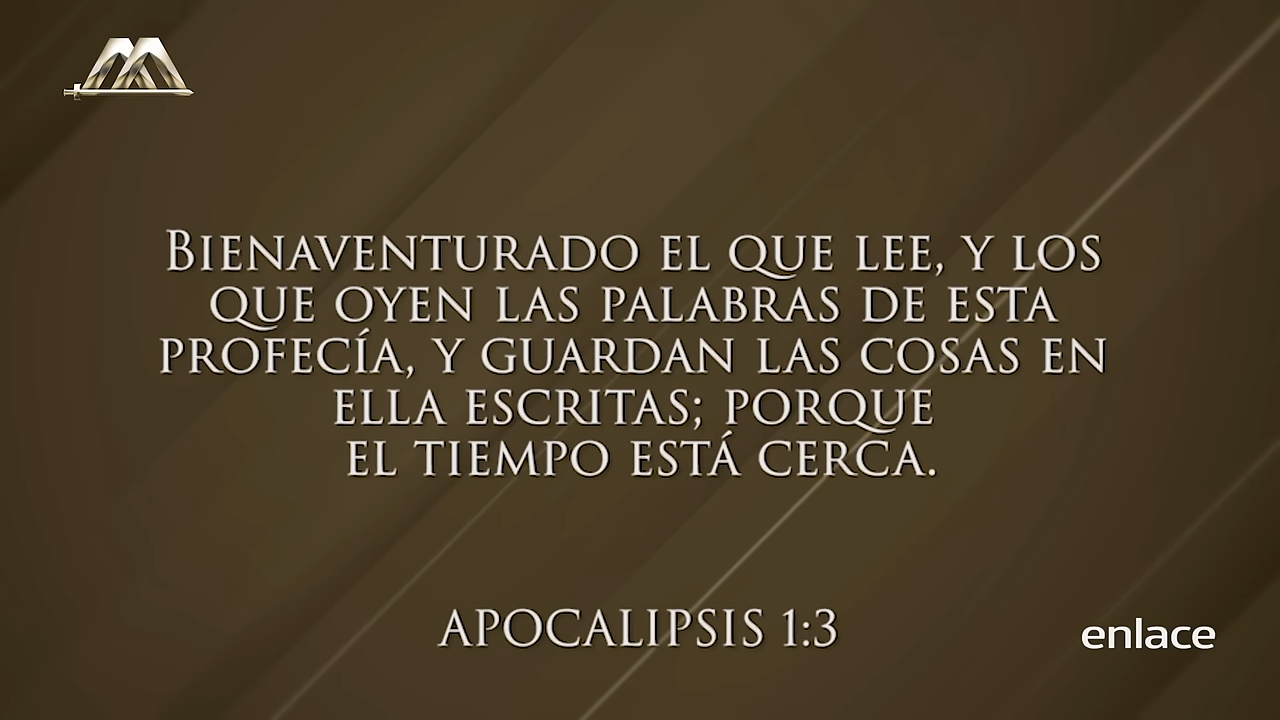 Bienaventurado el que lee, y los
que oyen las palabras de esta
profecía, y guardan las cosas en
ella escritas; porque
el tiempo está cerca.
APOCALIPSIS 1:3
enlace